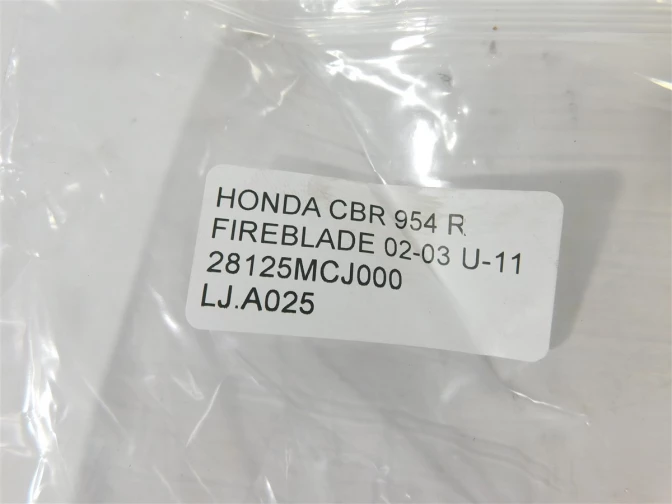 HONDA CBR 954 R
FIREBLADE 02-03 U-11
28125MCJ000
LJ.A025